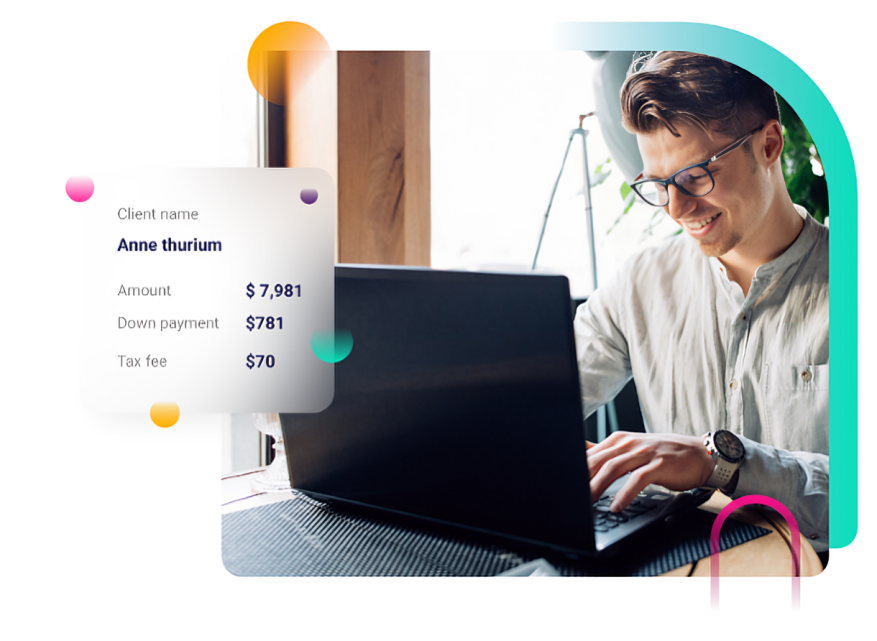 Client name
Anne thurium
Amount $ 7,981
Down payment $781
Tax fee $70